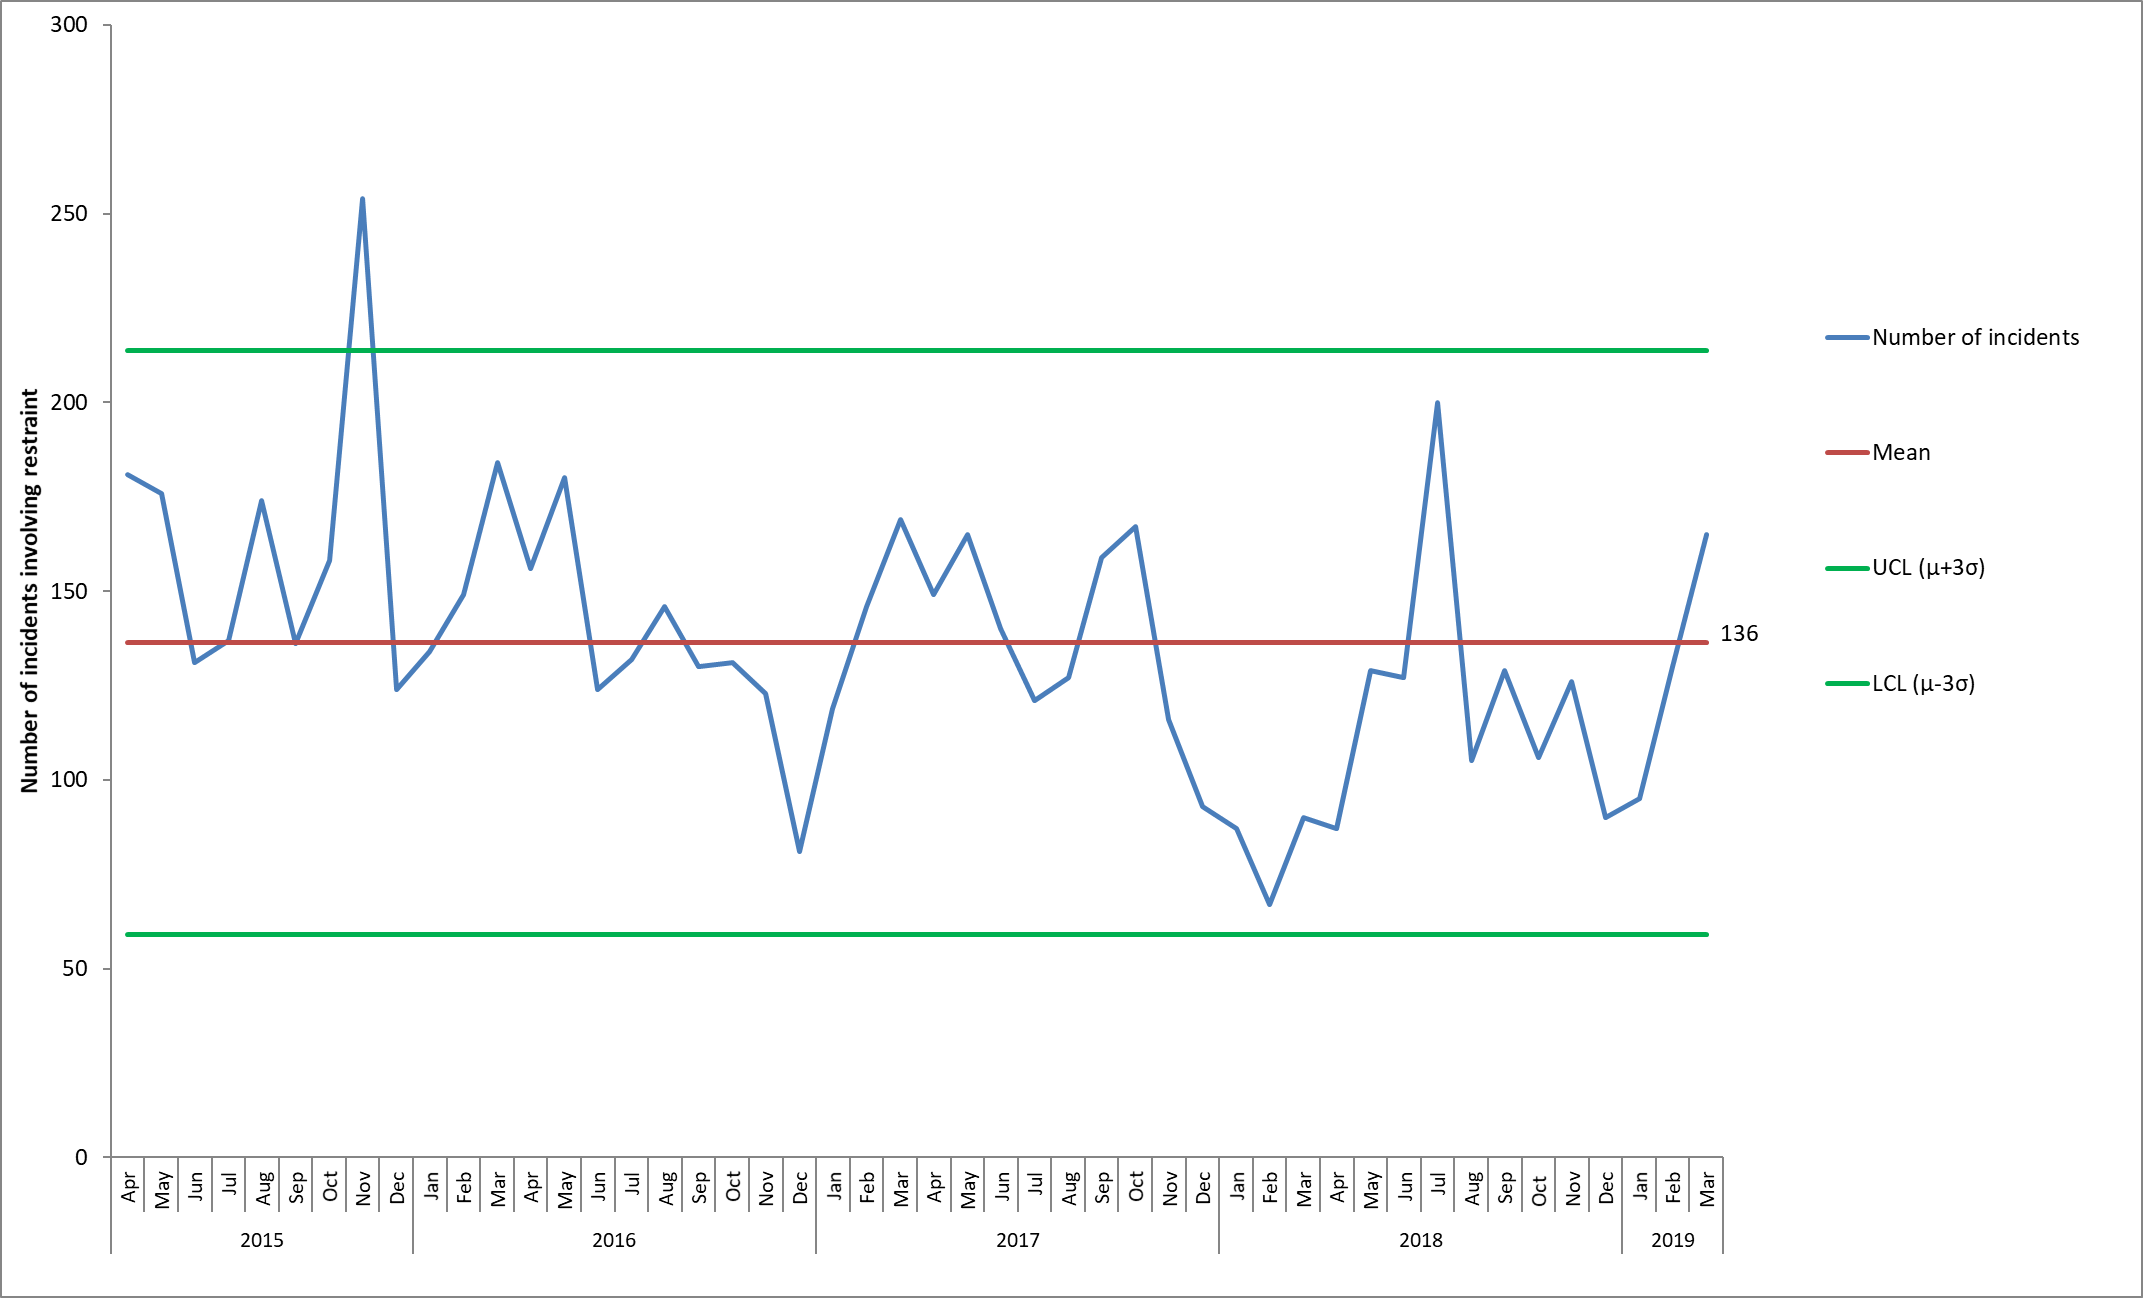 300
250
200
150
100
50
0
Number of incidents involving restraint
136
Number of incidents
Mean
UCL (μ+3σ)
LCL (μ-3σ)
Apr May Jun Jul Aug Sep Oct Nov Dec Jan Feb Mar Apr May Jun Jul Aug Sep Oct Nov Dec Jan Feb Mar Apr May Jun Jul Aug Sep Oct Nov Dec Jan Feb Mar Apr May Jun Jul Aug Sep Oct Nov Dec Jan Feb Mar
2015 2016 2017 2018 2019